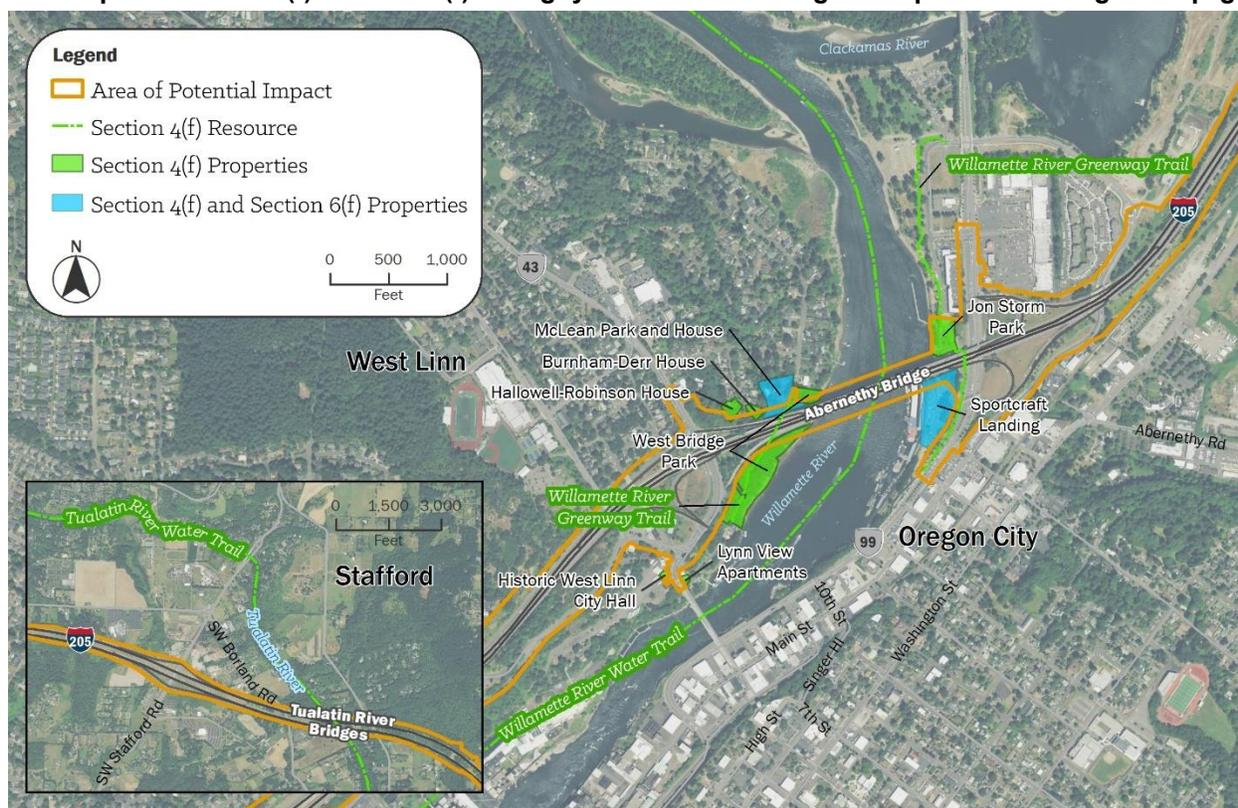 Legend
Area of Potential Impact
Section 4(f) Resource
Section 4(f) Properties
Section 4(f) and Section 6(f) Properties
N
0 500 1,000
Feet
Clackamas River
Willamette River Greenway Trail
205
43
Jon Storm
Park
McLean Park and House
Burnham-Derr House
Hallowell-Robinson House
West Linn
Abernethy Bridge
Sportcraft
Landing
Abernethy Rd
West Bridge
Park
Willamette River
Willamette River
Greenway Trail
99
Oregon City
Lynn View
Apartments
Historic West Linn
City Hall
10th St
Main St
Singer Hl
Washington St
7th St
High St
Willamette River Water Trail
0 1,500 3,000
Feet
Tualatin River
Water Trail
Stafford
Tualatin River
205
SW Borland Rd
SW Stafford Rd
Tualatin River
Bridges